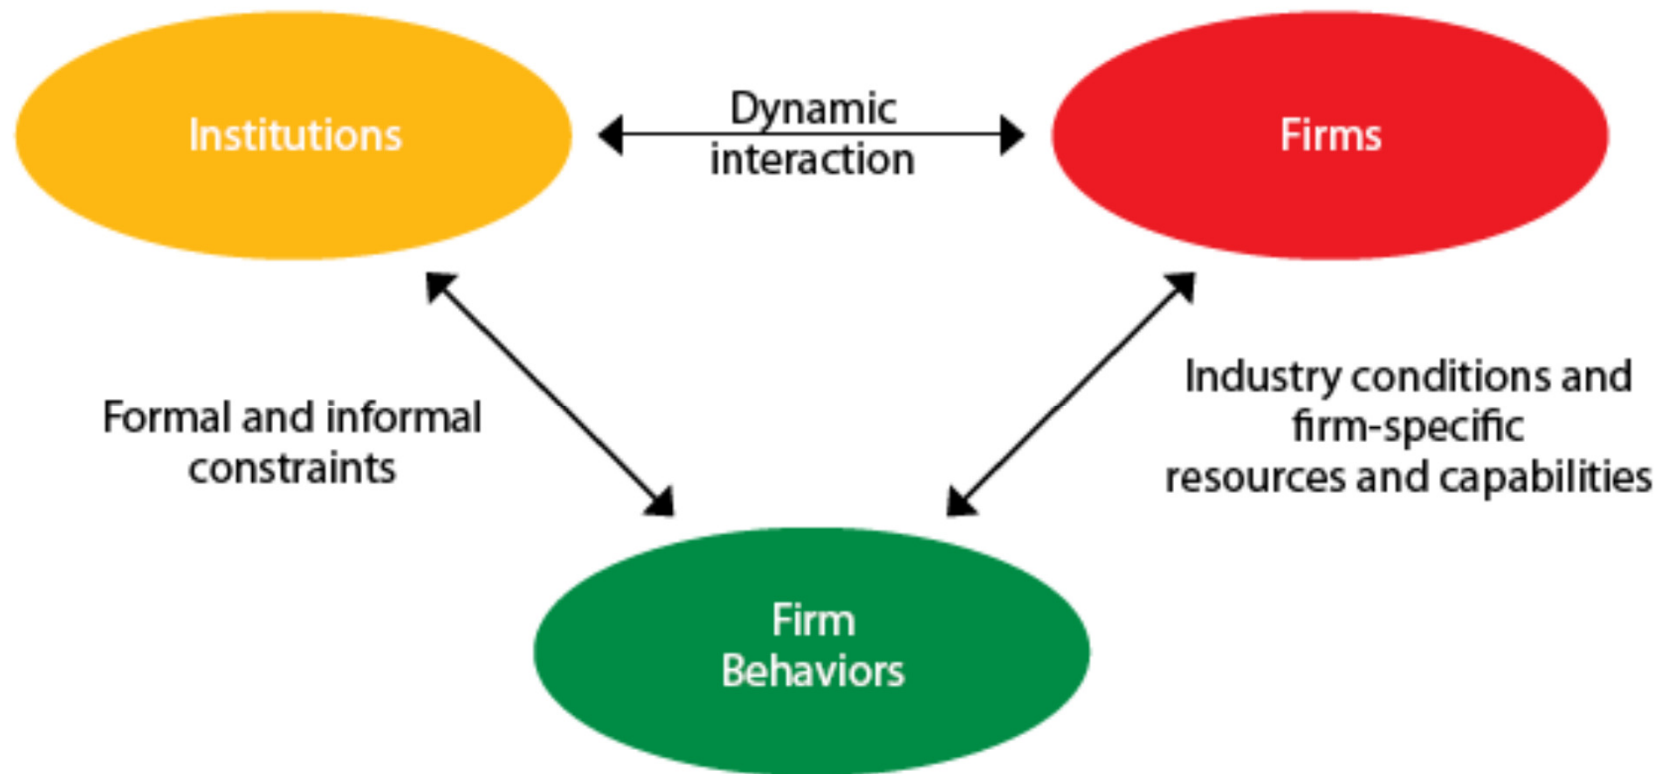 Institutions
Dynamic
interaction
Firms
Formal and informal
constraints
Industry conditions and
firm-specific
resources and capabilities
Firm
Behaviors